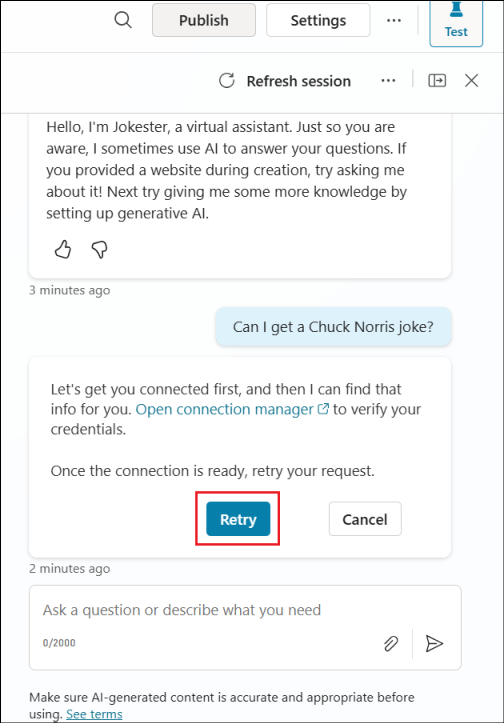 Publish
Settings
Test
Refresh session
Hello, I'm Jokester, a virtual assistant. Just so you are
aware, I sometimes use AI to answer your questions. If
you provided a website during creation, try asking me
about it! Next try giving me some more knowledge by
setting up generative AI.
3 minutes ago
Can I get a Chuck Norris joke?
Let's get you connected first, and then I can find that
info for you. Open connection manager to verify your
credentials.
Once the connection is ready, retry your request.
Retry
Cancel
2 minutes ago
Ask a question or describe what you need
0/2000
Make sure AI-generated content is accurate and appropriate before
using. See terms